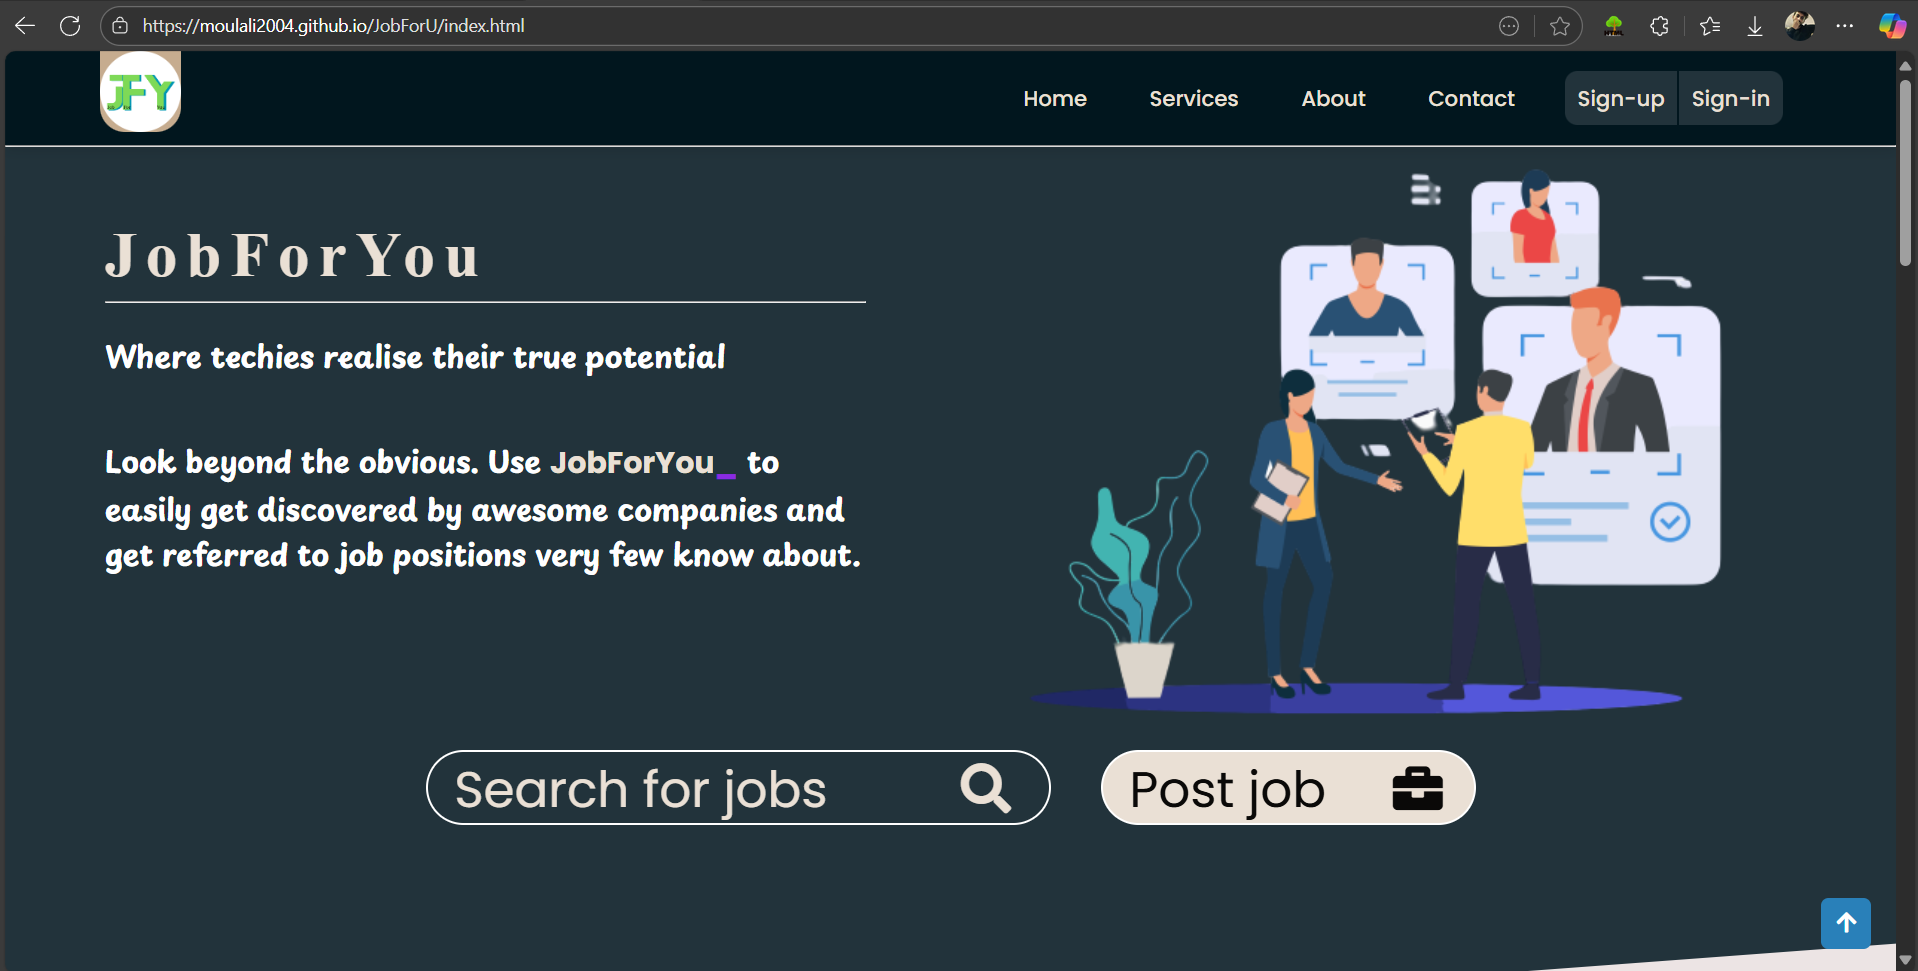 https://moulali2004.github.io/JobForU/index.html
JFY
Home Services About Contact Sign-up Sign-in
JobForYou
Where techies realise their true potential
Look beyond the obvious. Use JobForYou_ to
easily get discovered by awesome companies and
get referred to job positions very few know about.
Search for jobs
Post job